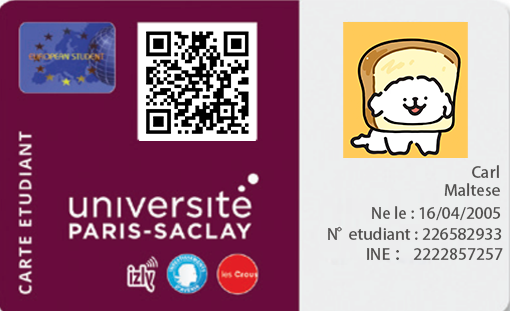 EUROPEAN STUDENT
CARTE ETUDIANT
université
PARIS-SACLAY
izly
les Crous
Carl
Maltese
Ne le : 16/04/2005
N° etudiant : 226582933
INE : 2222857257